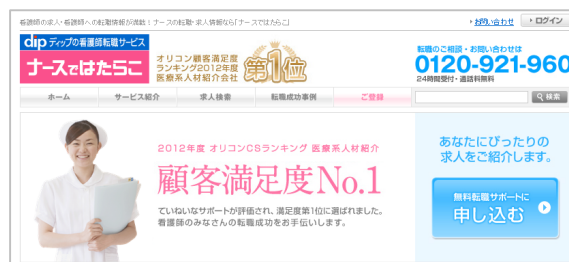 看護師の求人・看護師への転職情報が満載！ナースの転職・求人情報なら「ナースではたらこ」
お問い合わせ
ログイン
dip ディップの看護師転職サービス
ナースではたらこ
オリコン顧客満足度
ランキング2012年度
医療系人材紹介会社
第1位
転職のご相談・お問い合わせは
0120-921-960
24時間受付・通話料無料
ホーム
サービス紹介
求人検索
転職成功事例
ご登録
検索
2012年度 オリコンCSランキング 医療系人材紹介
顧客満足度No.1
ていねいなサポートが評価され、満足度第1位に選ばれました。
看護師のみなさんの転職成功をお手伝いします。
あなたにぴったりの
求人をご紹介します。
無料転職サポートに
申し込む